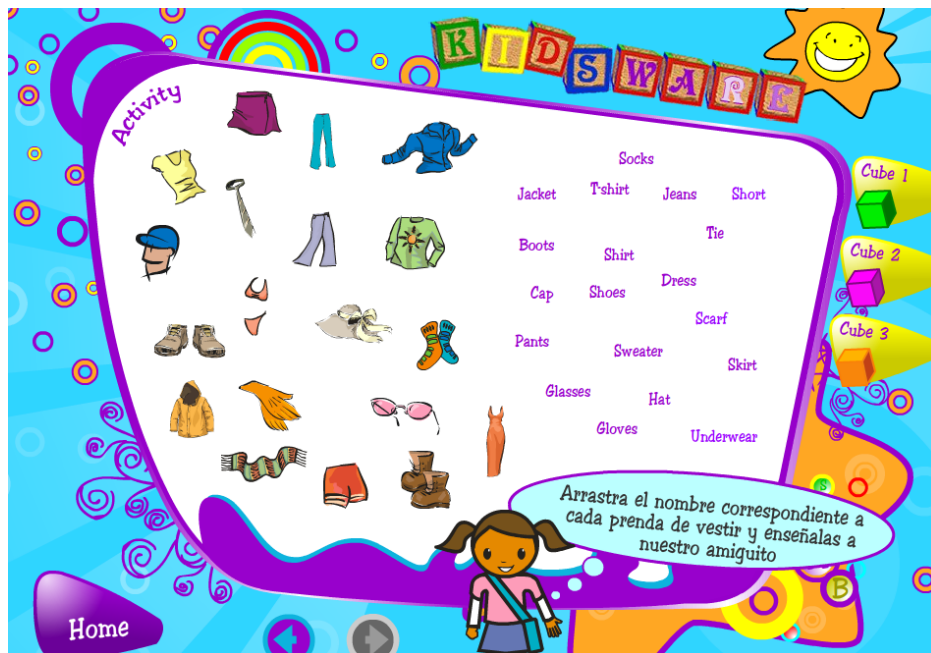 KIDSWARE
Activity
Socks
Jacket
T-shirt
Jeans
Short
Tie
Boots
Shirt
Dress
Cap
Shoes
Scarf
Pants
Sweater
Skirt
Glasses
Hat
Gloves
Underwear
Cube 1
Cube 2
Cube 3
Arrastra el nombre correspondiente a
cada prenda de vestir y enseñalas a
nuestro amiguito
S
B
Home